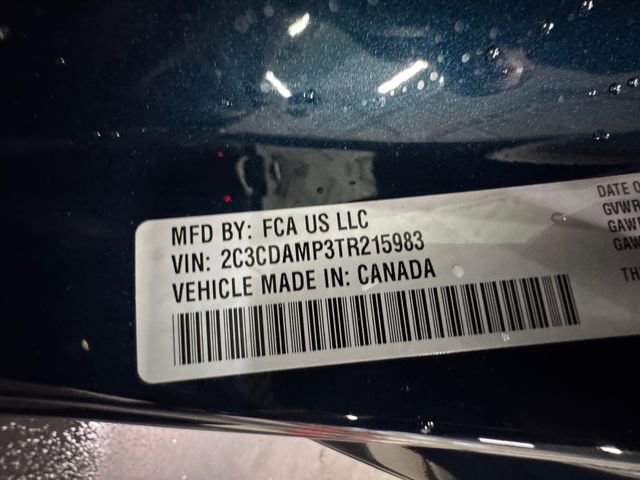 MFD BY: FCA US LLC
VIN: 2C3CDAMP3TR215983
VEHICLE MADE IN: CANADA
DATE O
GVWR
GAW
GAW
TH